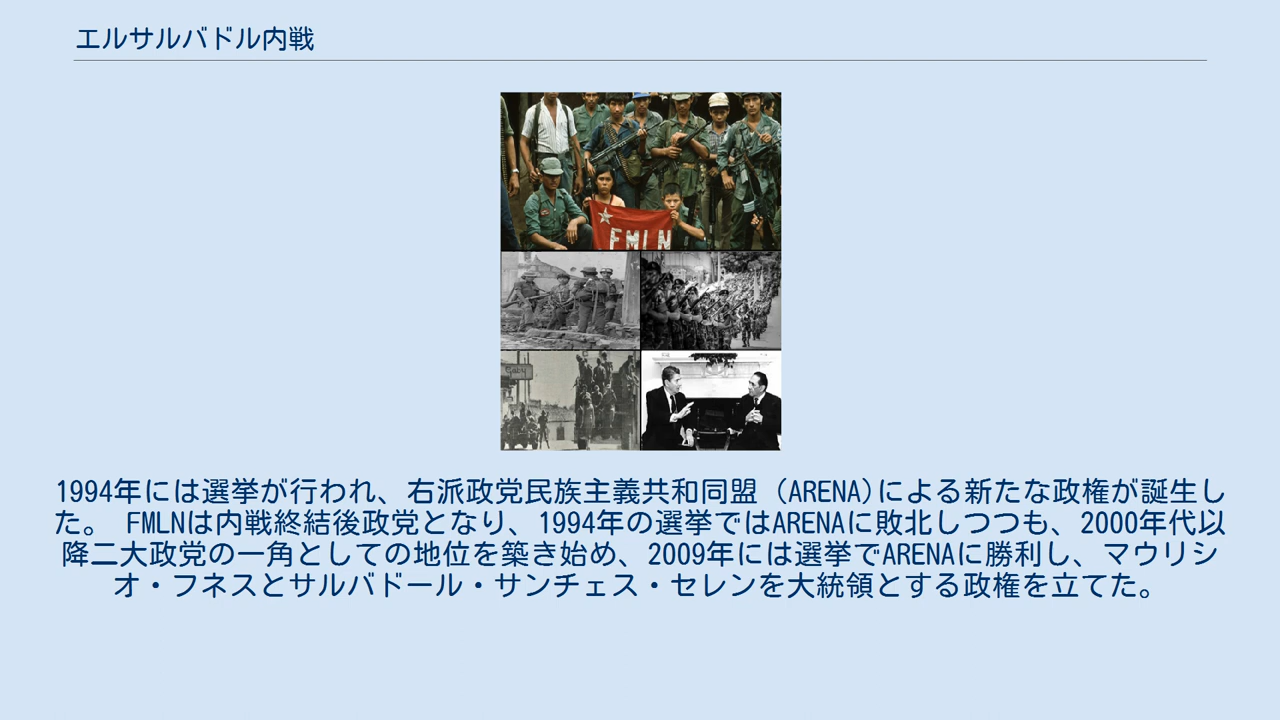 エルサルバドル内戦
FMLN
1994年には選挙が行われ、右派政党民族主義共和同盟 (ARENA)による新たな政権が誕生し
た。 FMLNは内戦終結後政党となり、1994年の選挙ではARENAに敗北しつつも、2000年代以
降二大政党の一角としての地位を築き始め、2009年には選挙でARENAに勝利し、マウリシ
オ・フネスとサルバドール・サンチェス・セレンを大統領とする政権を立てた。